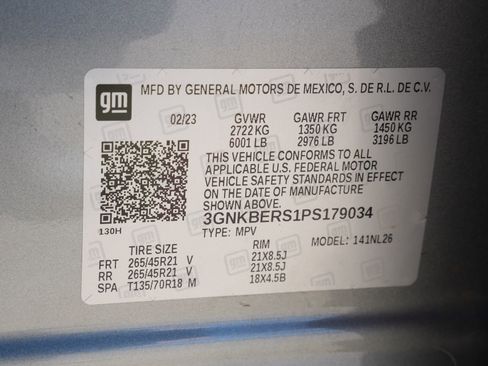 gm
MFD BY GENERAL MOTORS DE MEXICO, S. DE R.L. DE C.V.
02/23 GVWR GAWR FRT GAWR RR
2722 KG 1350 KG 1450 KG
6001 LB 2976 LB 3196 LB
THIS VEHICLE CONFORMS TO ALL
APPLICABLE U.S. FEDERAL MOTOR
VEHICLE SAFETY STANDARDS IN EFFECT
ON THE DATE OF MANUFACTURE
SHOWN ABOVE.
3GNKBERS1PS179034
130H TYPE: MPV MODEL: 141NL26
TIRE SIZE RIM
FRT 265/45R21 V 21X8.5J
RR 265/45R21 V 21X8.5J
SPA T135/70R18 M 18X4.5B